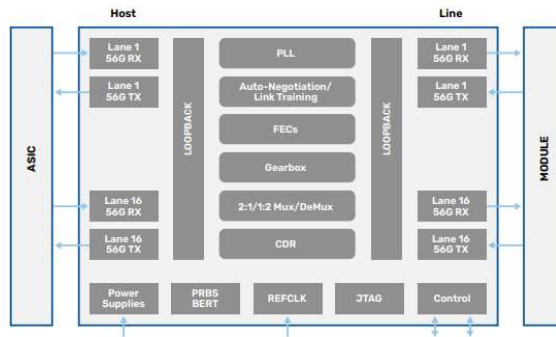 Host
Line
ASIC
Lane 1
56G RX
Lane 1
56G TX
Lane 16
56G RX
Lane 16
56G TX
LOOPBACK
PLL
Auto-Negotiation/
Link Training
FECs
Gearbox
2:1/1:2 Mux/DeMux
CDR
LOOPBACK
Lane 1
56G RX
Lane 1
56G TX
Lane 16
56G RX
Lane 16
56G TX
MODULE
Power
Supplies
PRBS
BERT
REFCLK
JTAG
Control